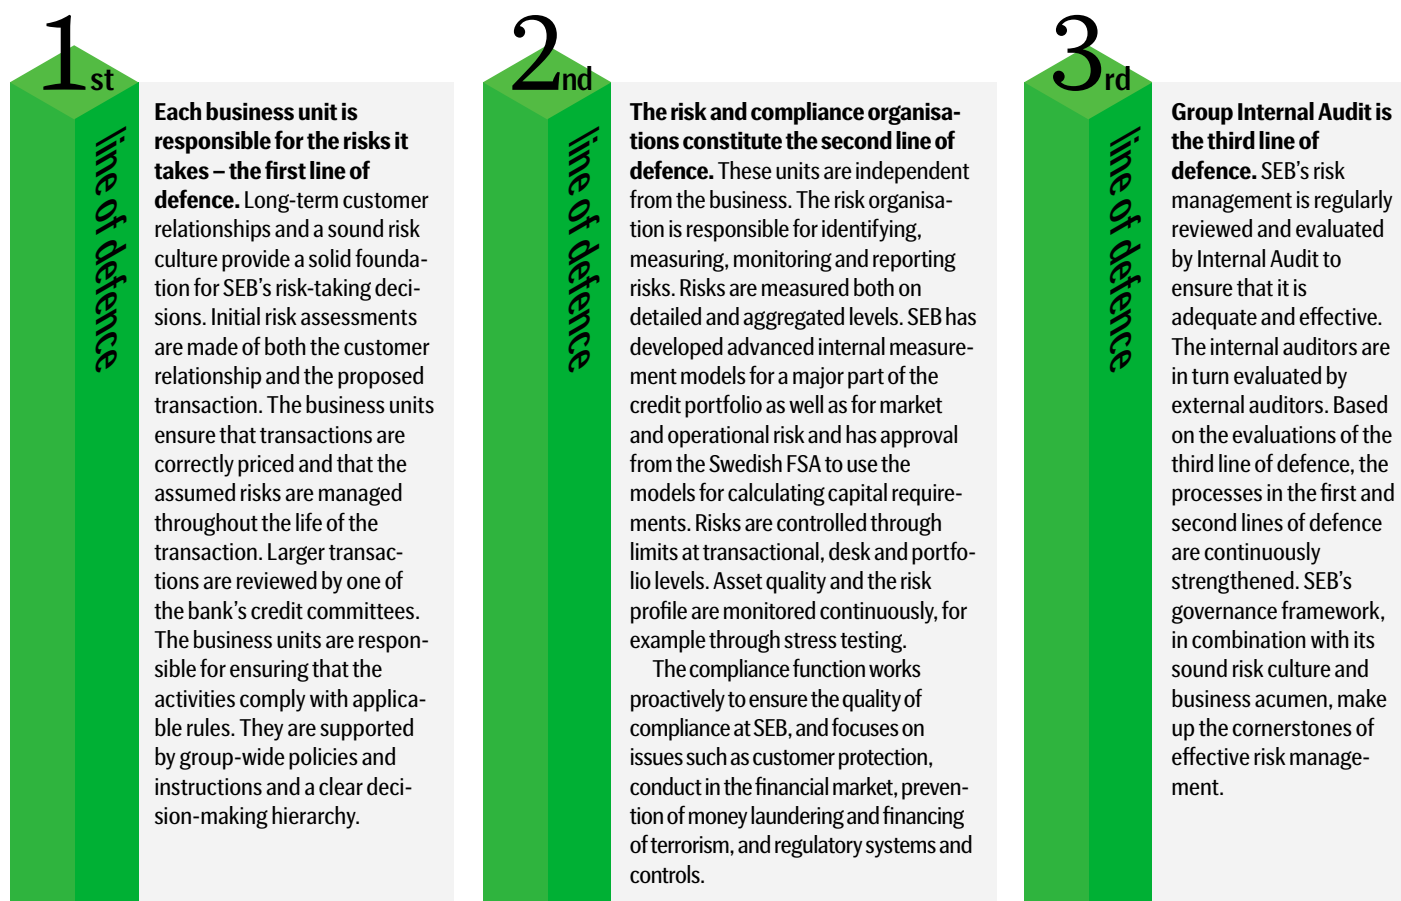 1st
line of defence
Each business unit is
responsible for the risks it
takes – the first line of
defence. Long-term customer
relationships and a sound risk
culture provide a solid founda-
tion for SEB's risk-taking deci-
sions. Initial risk assessments
are made of both the customer
relationship and the proposed
transaction. The business units
ensure that transactions are
correctly priced and that the
assumed risks are managed
throughout the life of the
transaction. Larger transac-
tions are reviewed by one of
the bank's credit committees.
The business units are respon-
sible for ensuring that the
activities comply with applica-
ble rules. They are supported
by group-wide policies and
instructions and a clear deci-
sion-making hierarchy.
2nd
line of defence
The risk and compliance organisa-
tions constitute the second line of
defence. These units are independent
from the business. The risk organisa-
tion is responsible for identifying,
measuring, monitoring and reporting
risks. Risks are measured both on
detailed and aggregated levels. SEB has
developed advanced internal measure-
ment models for a major part of the
credit portfolio as well as for market
and operational risk and has approval
from the Swedish FSA to use the
models for calculating capital require-
ments. Risks are controlled through
limits at transactional, desk and portfo-
lio levels. Asset quality and the risk
profile are monitored continuously, for
example through stress testing.
The compliance function works
proactively to ensure the quality of
compliance at SEB, and focuses on
issues such as customer protection,
conduct in the financial market, preven-
tion of money laundering and financing
of terrorism, and regulatory systems and
controls.
3rd
line of defence
Group Internal Audit is
the third line of
defence. SEB's risk
management is regularly
reviewed and evaluated
by Internal Audit to
ensure that it is
adequate and effective.
The internal auditors are
in turn evaluated by
external auditors. Based
on the evaluations of the
third line of defence, the
processes in the first and
second lines of defence
are continuously
strengthened. SEB's
governance framework,
in combination with its
sound risk culture and
business acumen, make
up the cornerstones of
effective risk manage-
ment.